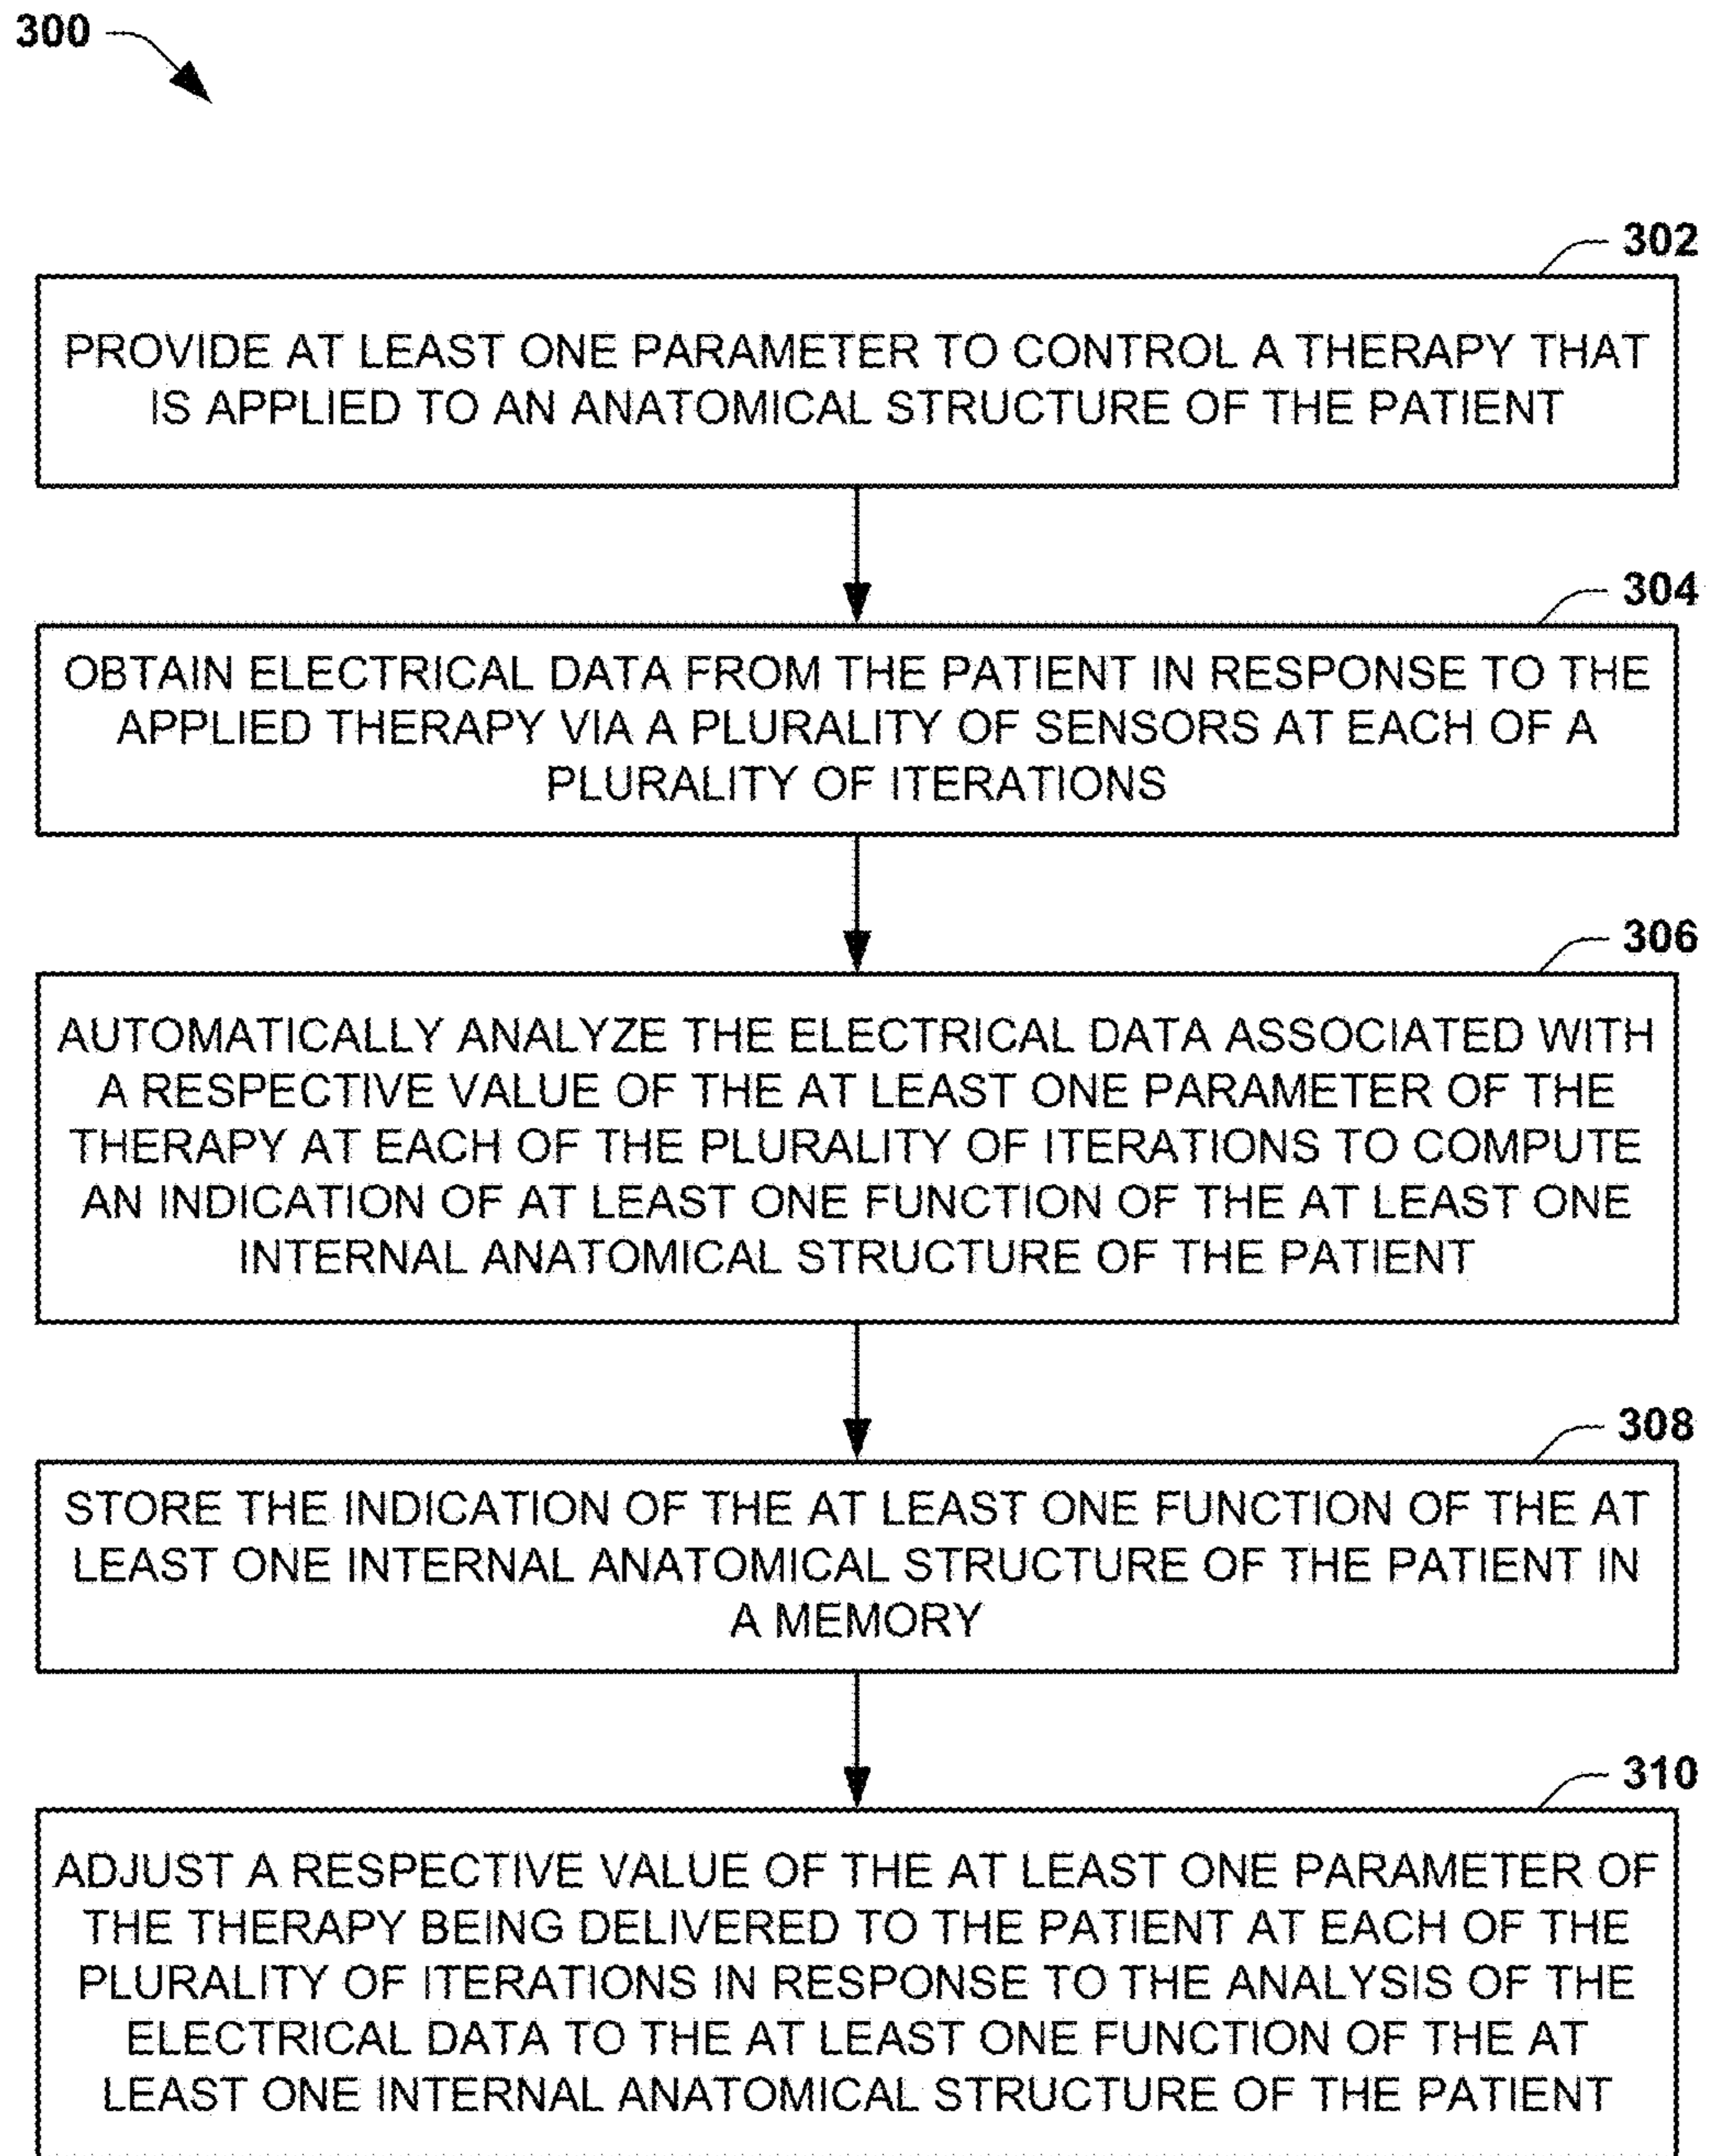 300
302
PROVIDE AT LEAST ONE PARAMETER TO CONTROL A THERAPY THAT
IS APPLIED TO AN ANATOMICAL STRUCTURE OF THE PATIENT
304
OBTAIN ELECTRICAL DATA FROM THE PATIENT IN RESPONSE TO THE
APPLIED THERAPY VIA A PLURALITY OF SENSORS AT EACH OF A
PLURALITY OF ITERATIONS
306
AUTOMATICALLY ANALYZE THE ELECTRICAL DATA ASSOCIATED WITH
A RESPECTIVE VALUE OF THE AT LEAST ONE PARAMETER OF THE
THERAPY AT EACH OF THE PLURALITY OF ITERATIONS TO COMPUTE
AN INDICATION OF AT LEAST ONE FUNCTION OF THE AT LEAST ONE
INTERNAL ANATOMICAL STRUCTURE OF THE PATIENT
308
STORE THE INDICATION OF THE AT LEAST ONE FUNCTION OF THE AT
LEAST ONE INTERNAL ANATOMICAL STRUCTURE OF THE PATIENT IN
A MEMORY
310
ADJUST A RESPECTIVE VALUE OF THE AT LEAST ONE PARAMETER OF
THE THERAPY BEING DELIVERED TO THE PATIENT AT EACH OF THE
PLURALITY OF ITERATIONS IN RESPONSE TO THE ANALYSIS OF THE
ELECTRICAL DATA TO THE AT LEAST ONE FUNCTION OF THE AT
LEAST ONE INTERNAL ANATOMICAL STRUCTURE OF THE PATIENT